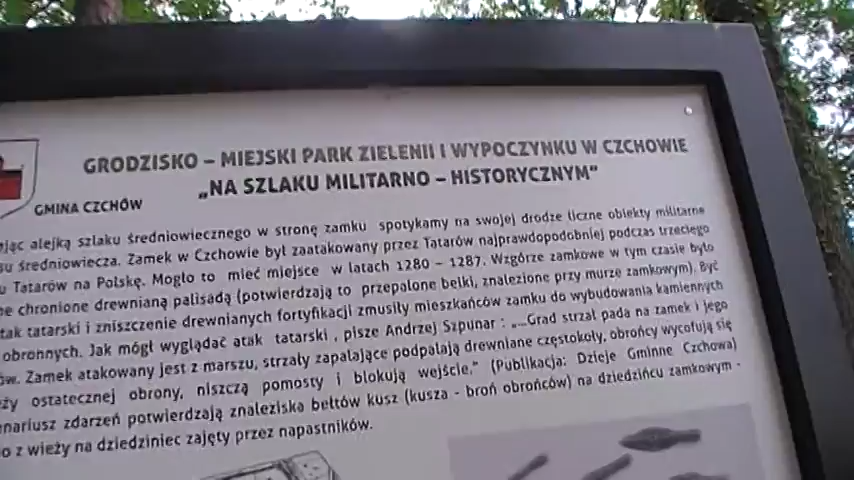 GRODZISKO – MIEJSKI PARK ZIELENII I WYPOCZYNKU W CZCHOWIE
„NA SZLAKU MILITARNO – HISTORYCZNYM”
GMINA CZCHÓW
alejką szlaku średniowiecznego w stronę zamku spotykamy na swojej drodze liczne obiekty militarne
średniowiecza. Zamek w Czchowie był zaatakowany przez Tatarów najprawdopodobniej podczas trzeciego
Tatarów na Polskę. Mogło to mieć miejsce w latach 1280 – 1287. Wzgórze zamkowe w tym czasie było
chronione drewnianą palisadą (potwierdzają to przepalone belki, znalezione przy murze zamkowym). Być
tak tatarski i zniszczenie drewnianych fortyfikacji zmusiły mieszkańców zamku do wybudowania kamiennych
obronnych. Jak mógł wyglądać atak tatarski , pisze Andrzej Szpunar : „...Grad strzał pada na zamek i jego
ów. Zamek atakowany jest z marszu, strzały zapalające podpalają drewniane częstokoły, obrońcy wycofują się
ży ostatecznej obrony, niszczą pomosty i blokują wejście,” (Publikacja: Dzieje Gminne Czchowa)
nariusz zdarzeń potwierdzają znaleziska bełtów kusz (kusza - broń obrońców) na dziedzińcu zamkowym -
o z wieży na dziedziniec zajęty przez napastników.